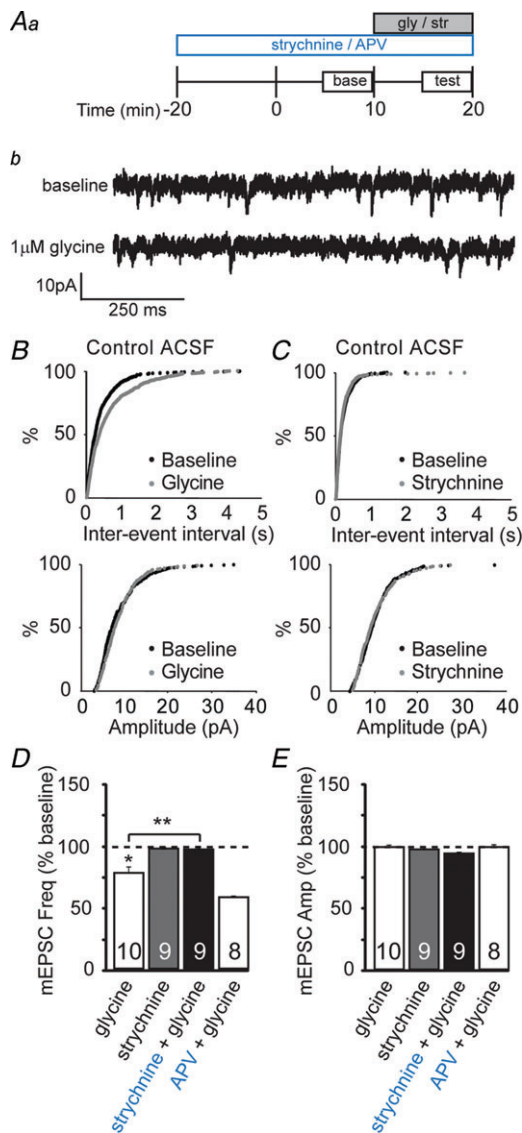 Aa
gly / str
strychnine / APV
base
test
Time (min) -20 0 10 20
b
baseline
1μM glycine
10pA
250 ms
B
Control ACSF
100
%
50
0
• Baseline
• Glycine
0 1 2 3 4 5
Inter-event interval (s)
100
%
50
0
• Baseline
• Glycine
0 10 20 30 40
Amplitude (pA)
C
Control ACSF
100
%
50
0
• Baseline
• Strychnine
0 1 2 3 4 5
Inter-event interval (s)
100
%
50
0
• Baseline
• Strychnine
0 10 20 30 40
Amplitude (pA)
D
mEPSC Freq (% baseline)
150
100
50
0
**
*
10 9 9 8
glycine
strychnine
strychnine + glycine
APV + glycine
E
mEPSC Amp (% baseline)
150
100
50
0
10 9 9 8
glycine
strychnine
strychnine + glycine
APV + glycine